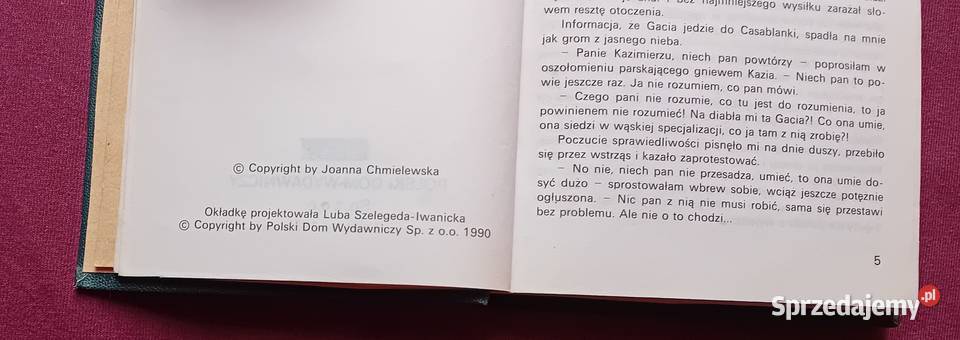 © Copyright by Joanna Chmielewska
Okładkę projektowała Luba Szelegeda-Iwanicka
© Copyright by Polski Dom Wydawniczy Sp. z o.o. 1990
najmniejszego wysiłku zarażał sło-
wem resztę otoczenia.
Informacja, że Gacia jedzie do Casablanki, spadła na mnie
jak grom z jasnego nieba.
– Panie Kazimierzu, niech pan powtórzy – poprosiłam w
oszołomieniu parskającego gniewem Kazia. – Niech pan to po-
wie jeszcze raz. Ja nie rozumiem, co pan mówi.
– Czego pani nie rozumie, co tu jest do rozumienia, to ja
powinienem nie rozumieć! Na diabła mi ta Gacia?! Co ona umie,
ona siedzi w wąskiej specjalizacji, co ja tam z nią zrobię?!
Poczucie sprawiedliwości pisnęło mi na dnie duszy, przebiło
się przez wstrząs i kazało zaprotestować.
– No nie, niech pan nie przesadza, umieć, to ona umie do-
syć dużo – sprostowałam wbrew sobie, wciąż jeszcze potężnie
ogłuszona. – Nic pan z nią nie musi robić, sama się przestawi
bez problemu. Ale nie o to chodzi...
5
Sprzedajemy.pl